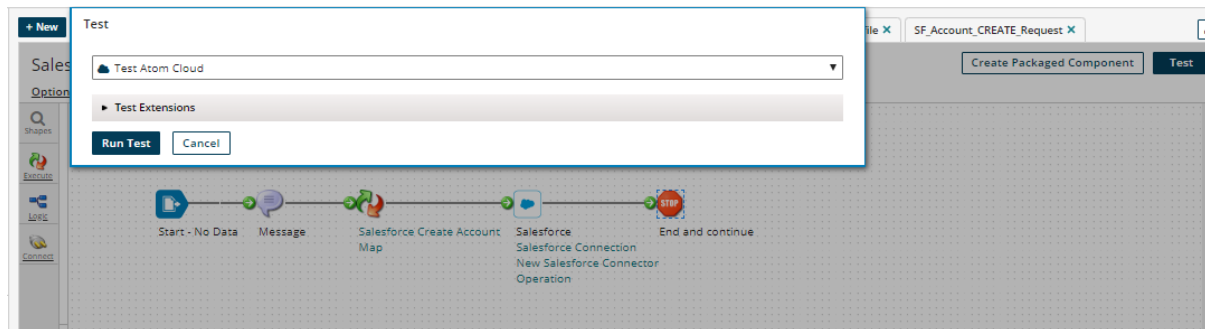 + New
Test
ile X
SF_Account_CREATE_Request X
Sales
Test Atom Cloud
Create Packaged Component
Test
Option
Test Extensions
Shapes
Run Test
Cancel
Execute
Logic
Connect
STOP
Start - No Data
Message
Salesforce Create Account
Map
Salesforce
Salesforce Connection
New Salesforce Connector
Operation
End and continue